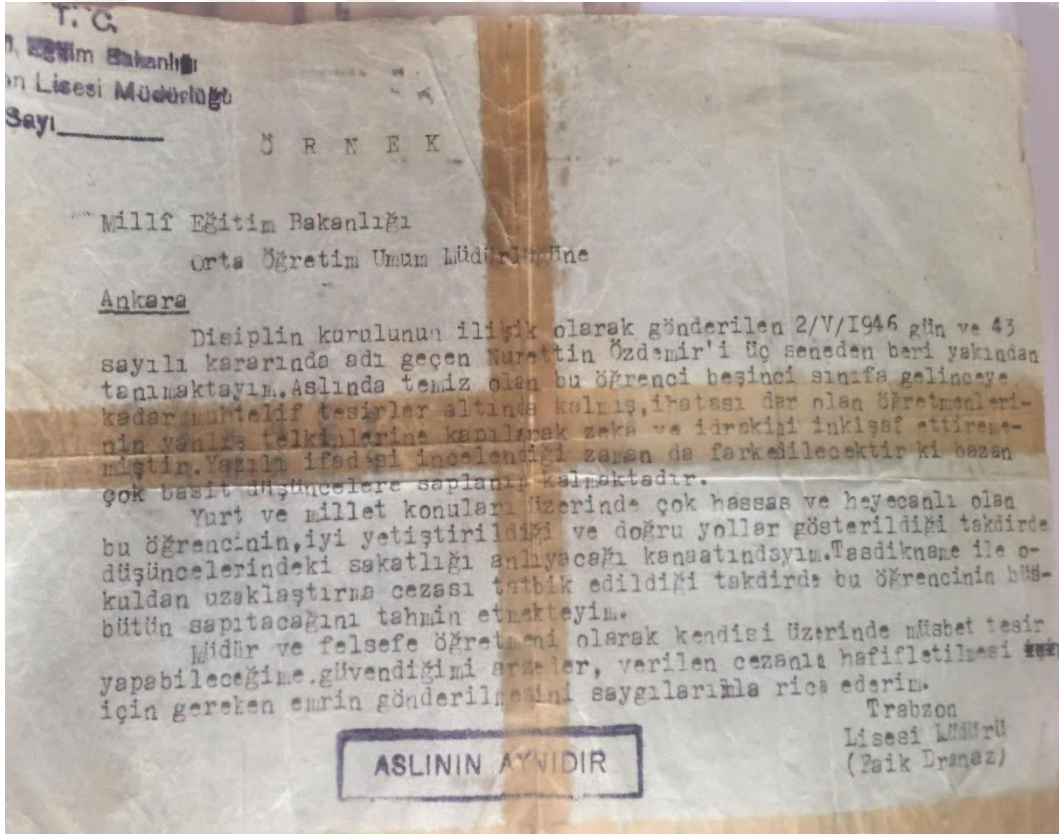 T. C.
Eğitim Bakanlığı
on Lisesi Müdürlüğü
Sayı
Ö R N E K
Millî Eğitim Bakanlığı
Orta Öğretim Umum Müdürlüğüne
Ankara
Disiplin kurulunun ilişik olarak gönderilen 2/V/I946 gün ve 43
sayılı kararında adı geçen Nurettin Özdemir'i üç seneden beri yakından
tanımaktayım.Aslında temiz olan bu öğrenci beşinci sınıfa gelinceye
kadar muhtelif tesirler altında kalmış,ihatası dar olan öğretmenleri-
nin yanlış telkinlerine kapılarak zeka ve idrakini inkişaf ettireme-
miştir.Yazılı ifadesi incelendiği zaman da farkedilecektir ki bazan
çok basit düşüncelere saplanıp kalmaktadır.
Yurt ve millet konuları üzerinde çok hassas ve heyecanlı olan
bu öğrencinin,iyi yetiştirildiği ve doğru yollar gösterildiği takdirde
düşüncelerindeki sakatlığı anlıyacağı kanaatındayım.Tasdikname ile o-
kuldan uzaklaştırma cezası tatbik edildiği takdirde bu öğrencinin büs-
bütün sapıtacağını tahmin etmekteyim.
Müdür ve felsefe öğretmeni olarak kendisi üzerinde müsbet tesir
yapabileceğime.güvendiğimi arzeder, verilen cezanın hafifletilmesi
için gereken emrin gönderilmesini saygılarımla rica ederim.
Trabzon
Lisesi Müdürü
(Faik Dranaz)
ASLININ AYNIDIR